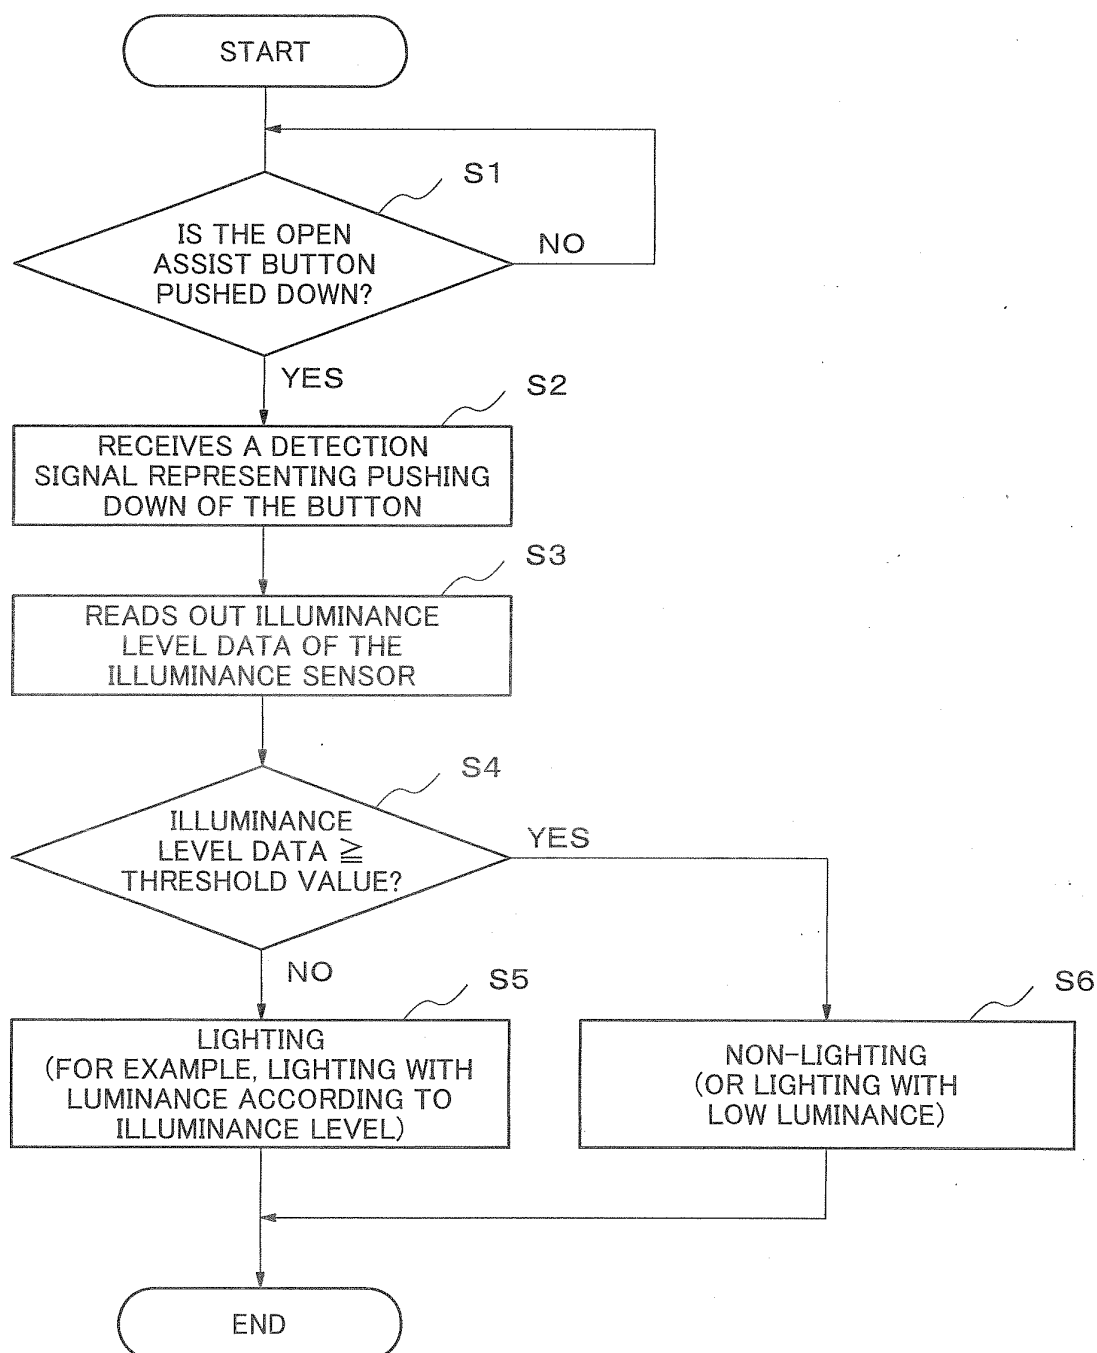 START
S1
IS THE OPEN
ASSIST BUTTON
PUSHED DOWN?
NO
YES
S2
RECEIVES A DETECTION
SIGNAL REPRESENTING PUSHING
DOWN OF THE BUTTON
S3
READS OUT ILLUMINANCE
LEVEL DATA OF THE
ILLUMINANCE SENSOR
S4
ILLUMINANCE
LEVEL DATA ≧
THRESHOLD VALUE?
YES
NO
S5
LIGHTING
(FOR EXAMPLE, LIGHTING WITH
LUMINANCE ACCORDING TO
ILLUMINANCE LEVEL)
S6
NON-LIGHTING
(OR LIGHTING WITH
LOW LUMINANCE)
END